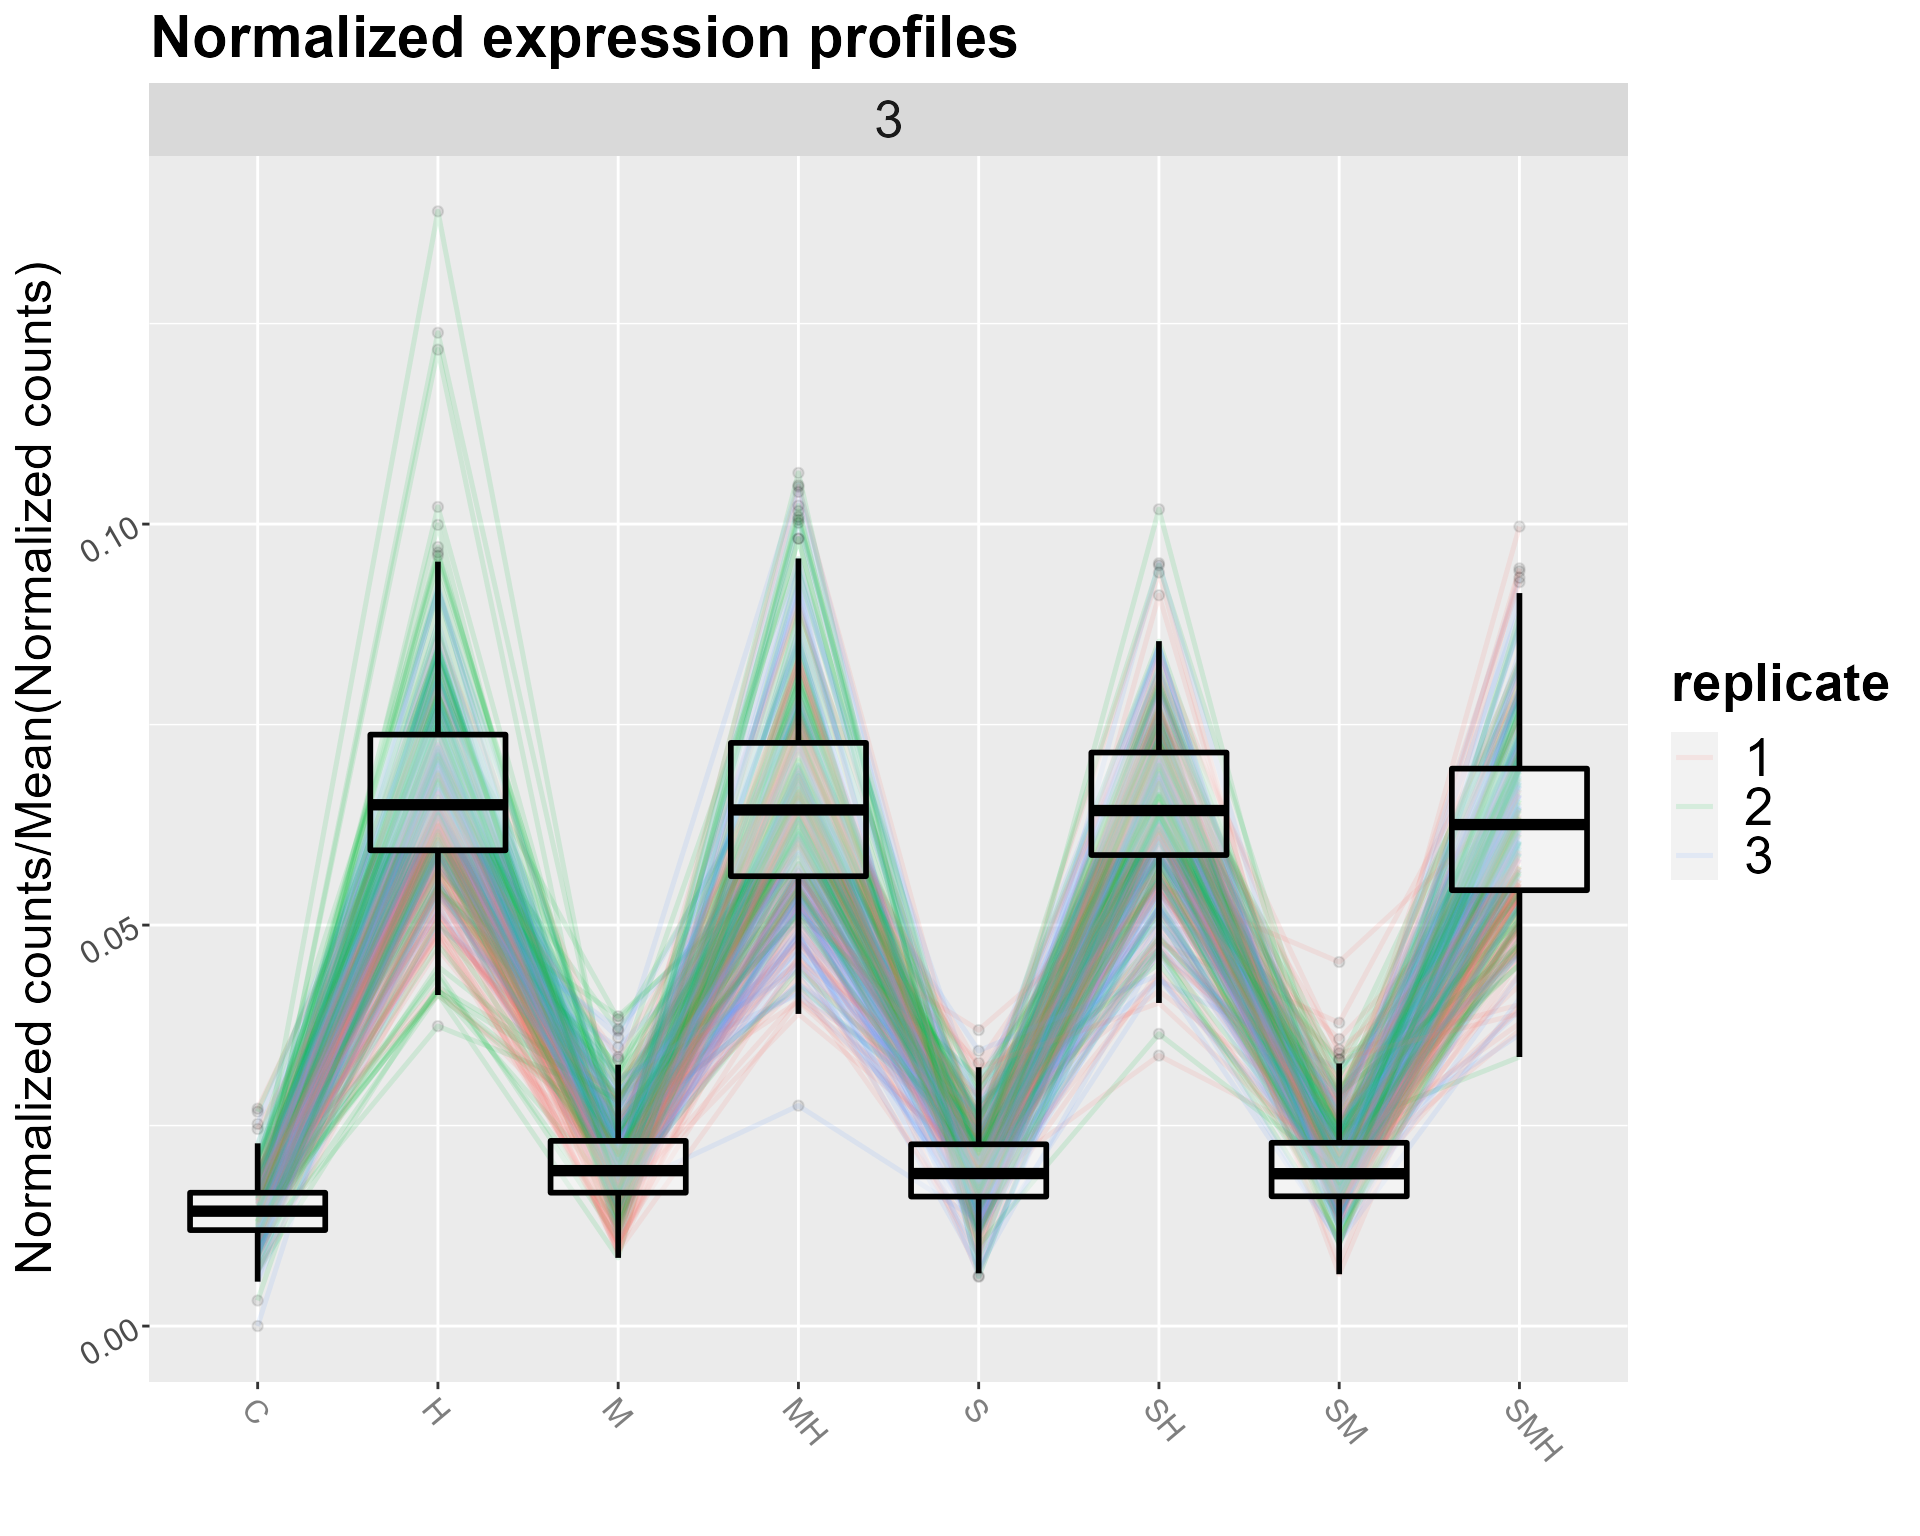 Normalized expression profiles
3
Normalized counts/Mean(Normalized counts)
0.10
0.05
0.00
C
H
M
MH
S
SH
SM
SMH
replicate
1
2
3